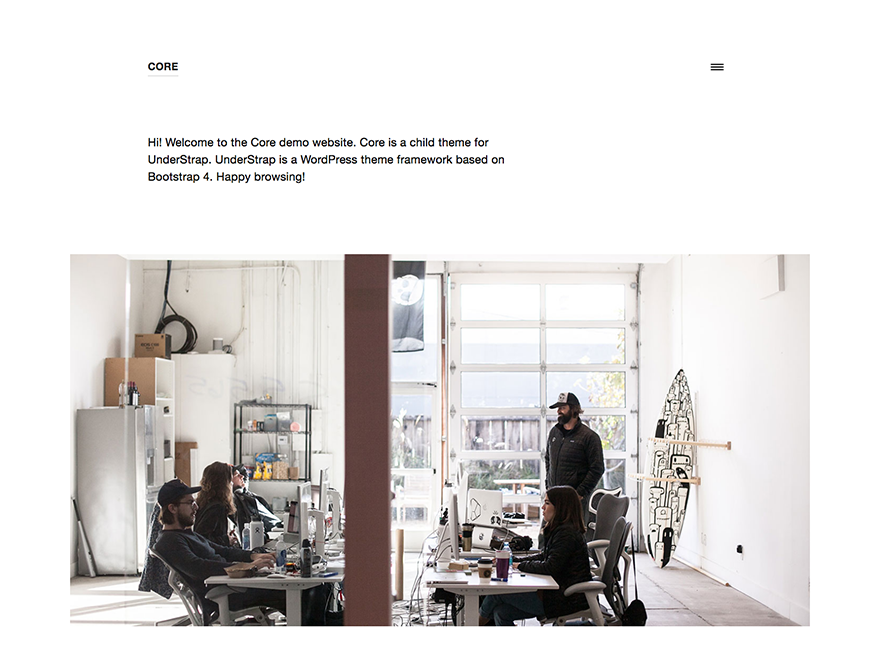 CORE
Hi! Welcome to the Core demo website. Core is a child theme for
UnderStrap. UnderStrap is a WordPress theme framework based on
Bootstrap 4. Happy browsing!